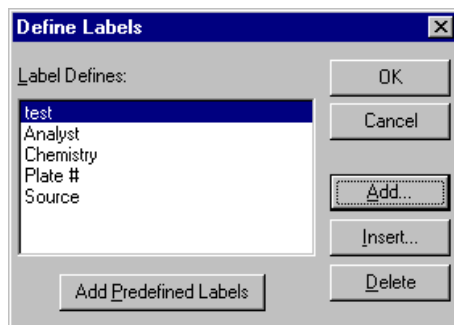 Define Labels
Label Defines:
test
Analyst
Chemistry
Plate #
Source
OK
Cancel
Add...
Insert...
Delete
Add Predefined Labels